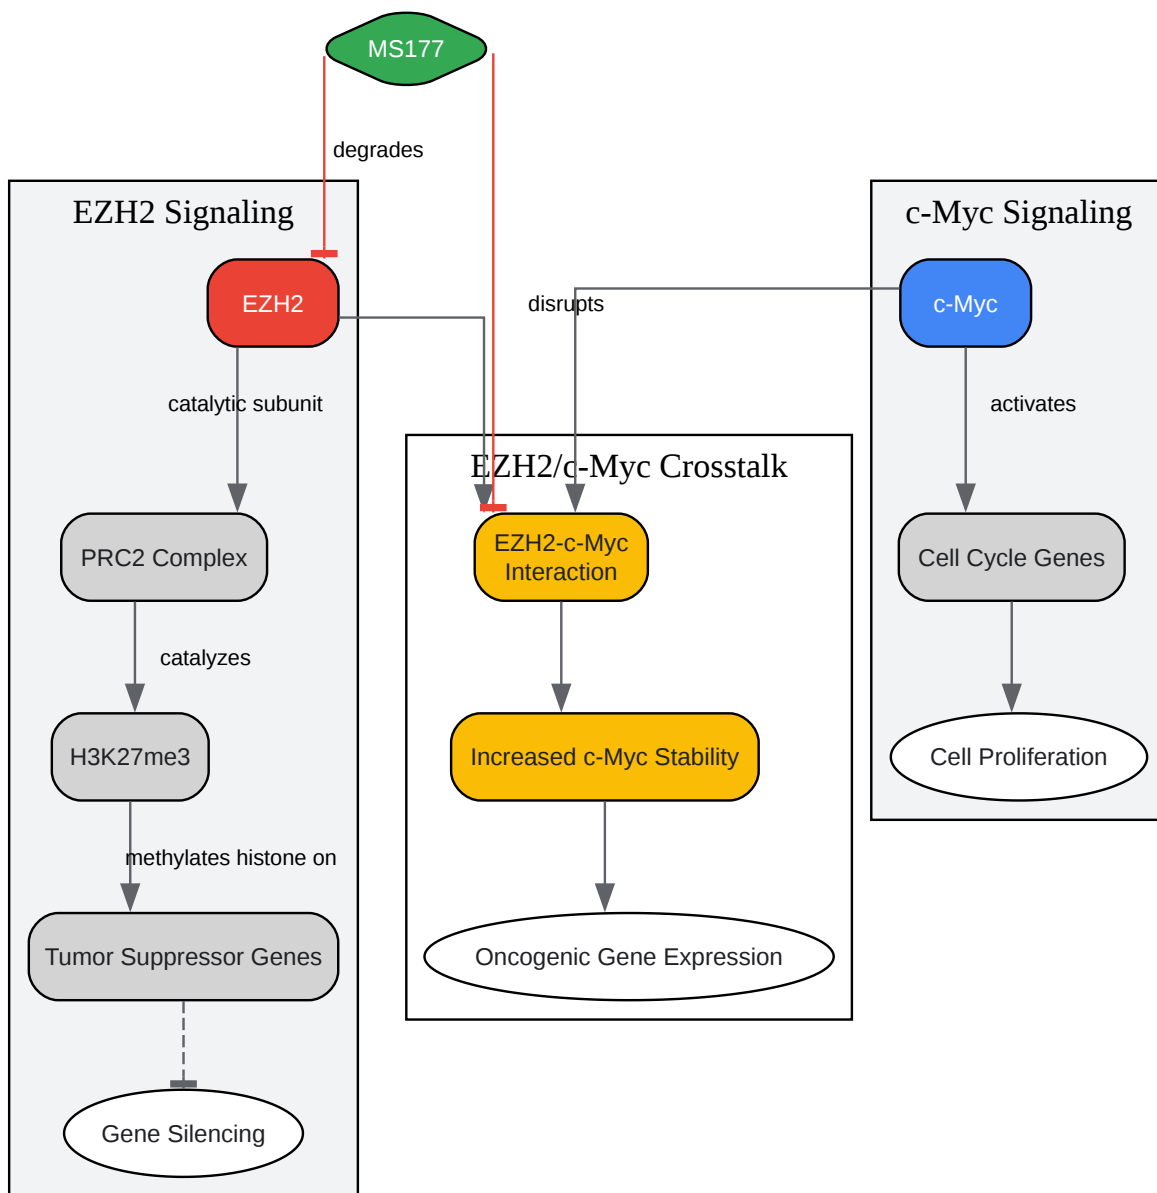 MS177
degrades
EZH2 Signaling
c-Myc Signaling
EZH2
disrupts
c-Myc
catalytic subunit
activates
EZH2/c-Myc Crosstalk
PRC2 Complex
EZH2-c-Myc
Interaction
Cell Cycle Genes
catalyzes
H3K27me3
Increased c-Myc Stability
Cell Proliferation
methylates histone on
Tumor Suppressor Genes
Oncogenic Gene Expression
Gene Silencing